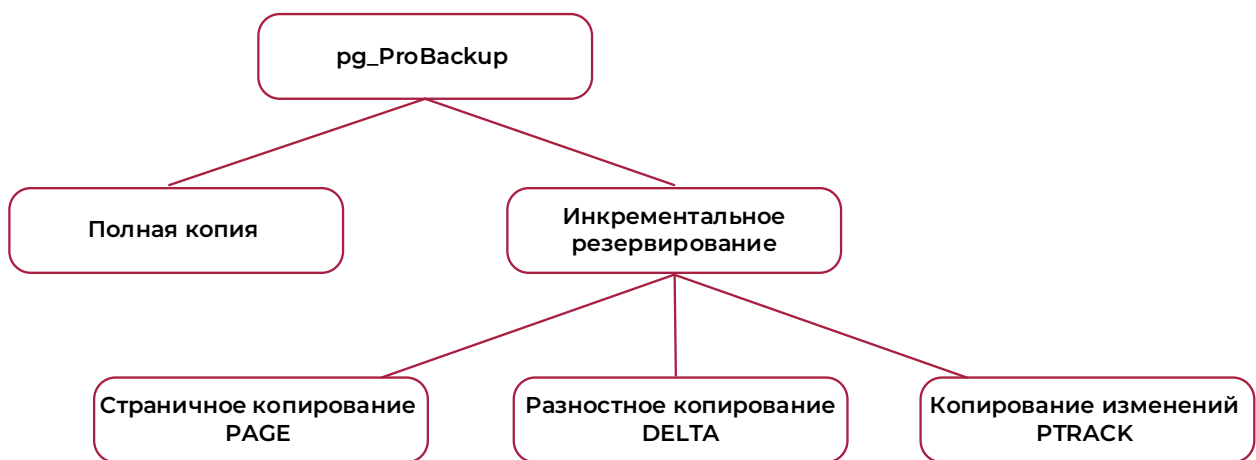 pg_ProBackup
Полная копия
Инкрементальное
резервирование
Страничное копирование
PAGE
Разностное копирование
DELTA
Копирование изменений
PTRACK